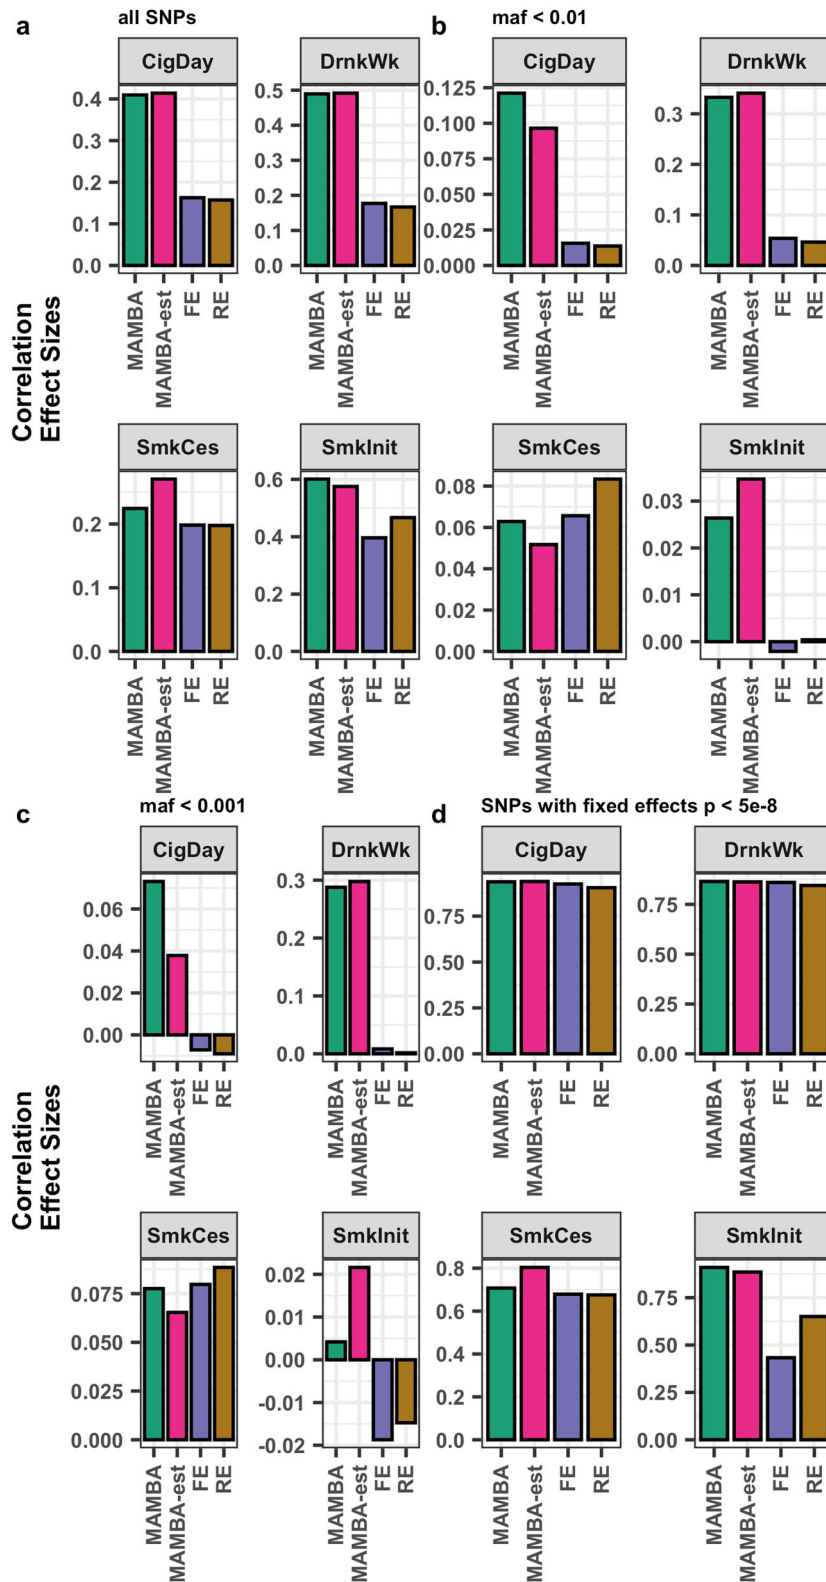 a
all SNPs
b
maf < 0.01
CigDay
DrnkWk
CigDay
DrnkWk
0.4
0.3
0.2
0.1
0.0
0.5
0.4
0.3
0.2
0.1
0.0
0.125
0.100
0.075
0.050
0.025
0.000
0.3
0.2
0.1
0.0
MAMBA
MAMBA-est
FE
RE
MAMBA
MAMBA-est
FE
RE
MAMBA
MAMBA-est
FE
RE
MAMBA
MAMBA-est
FE
RE
Correlation
Effect Sizes
SmkCes
SmkInit
SmkCes
SmkInit
0.2
0.1
0.0
0.6
0.4
0.2
0.0
0.08
0.06
0.04
0.02
0.00
0.03
0.02
0.01
0.00
MAMBA
MAMBA-est
FE
RE
MAMBA
MAMBA-est
FE
RE
MAMBA
MAMBA-est
FE
RE
MAMBA
MAMBA-est
FE
RE
c
maf < 0.001
d
SNPs with fixed effects p < 5e-8
CigDay
DrnkWk
CigDay
DrnkWk
0.06
0.04
0.02
0.00
0.3
0.2
0.1
0.0
0.75
0.50
0.25
0.00
0.75
0.50
0.25
0.00
MAMBA
MAMBA-est
FE
RE
MAMBA
MAMBA-est
FE
RE
MAMBA
MAMBA-est
FE
RE
MAMBA
MAMBA-est
FE
RE
Correlation
Effect Sizes
SmkCes
SmkInit
SmkCes
SmkInit
0.075
0.050
0.025
0.000
0.02
0.01
0.00
-0.01
-0.02
0.8
0.6
0.4
0.2
0.0
0.75
0.50
0.25
0.00
MAMBA
MAMBA-est
FE
RE
MAMBA
MAMBA-est
FE
RE
MAMBA
MAMBA-est
FE
RE
MAMBA
MAMBA-est
FE
RE